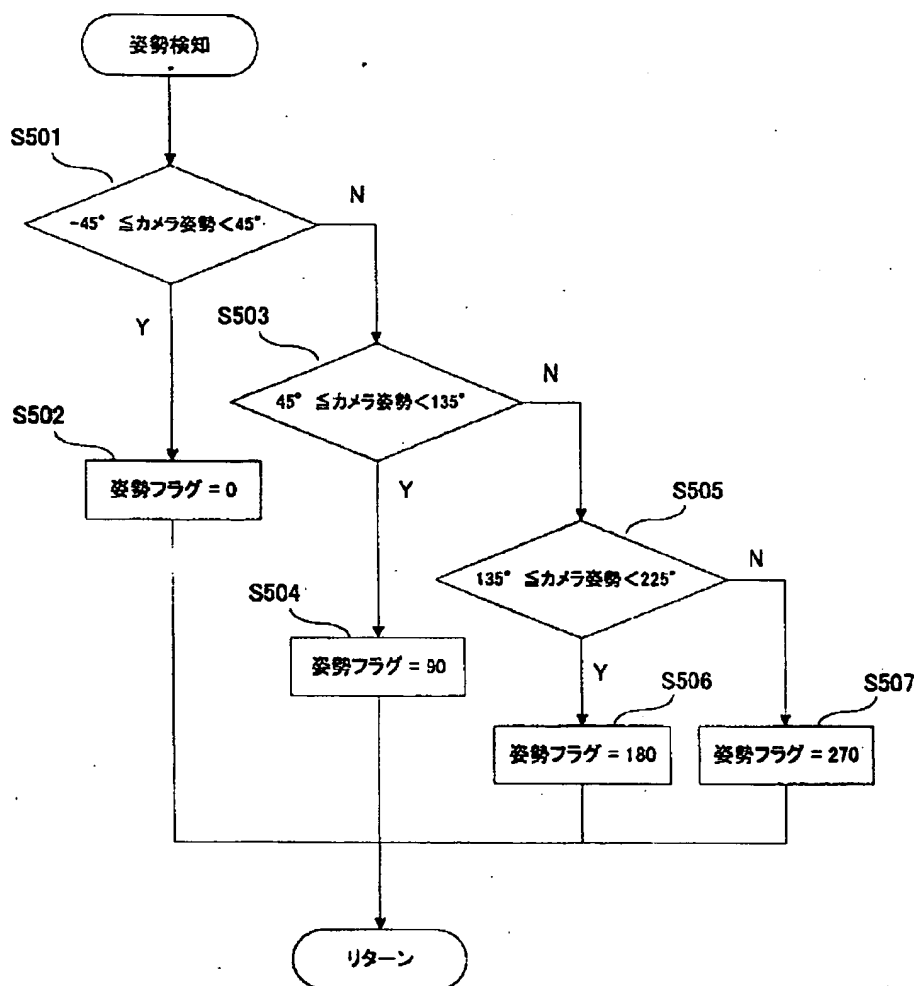 姿勢検知
S501
-45° ≦カメラ姿勢<45°
N
Y
S503
45° ≦カメラ姿勢<135°
N
S502
姿勢フラグ = 0
Y
S505
135° ≦カメラ姿勢<225°
N
S504
姿勢フラグ = 90
Y
S506
S507
姿勢フラグ = 180
姿勢フラグ = 270
リターン